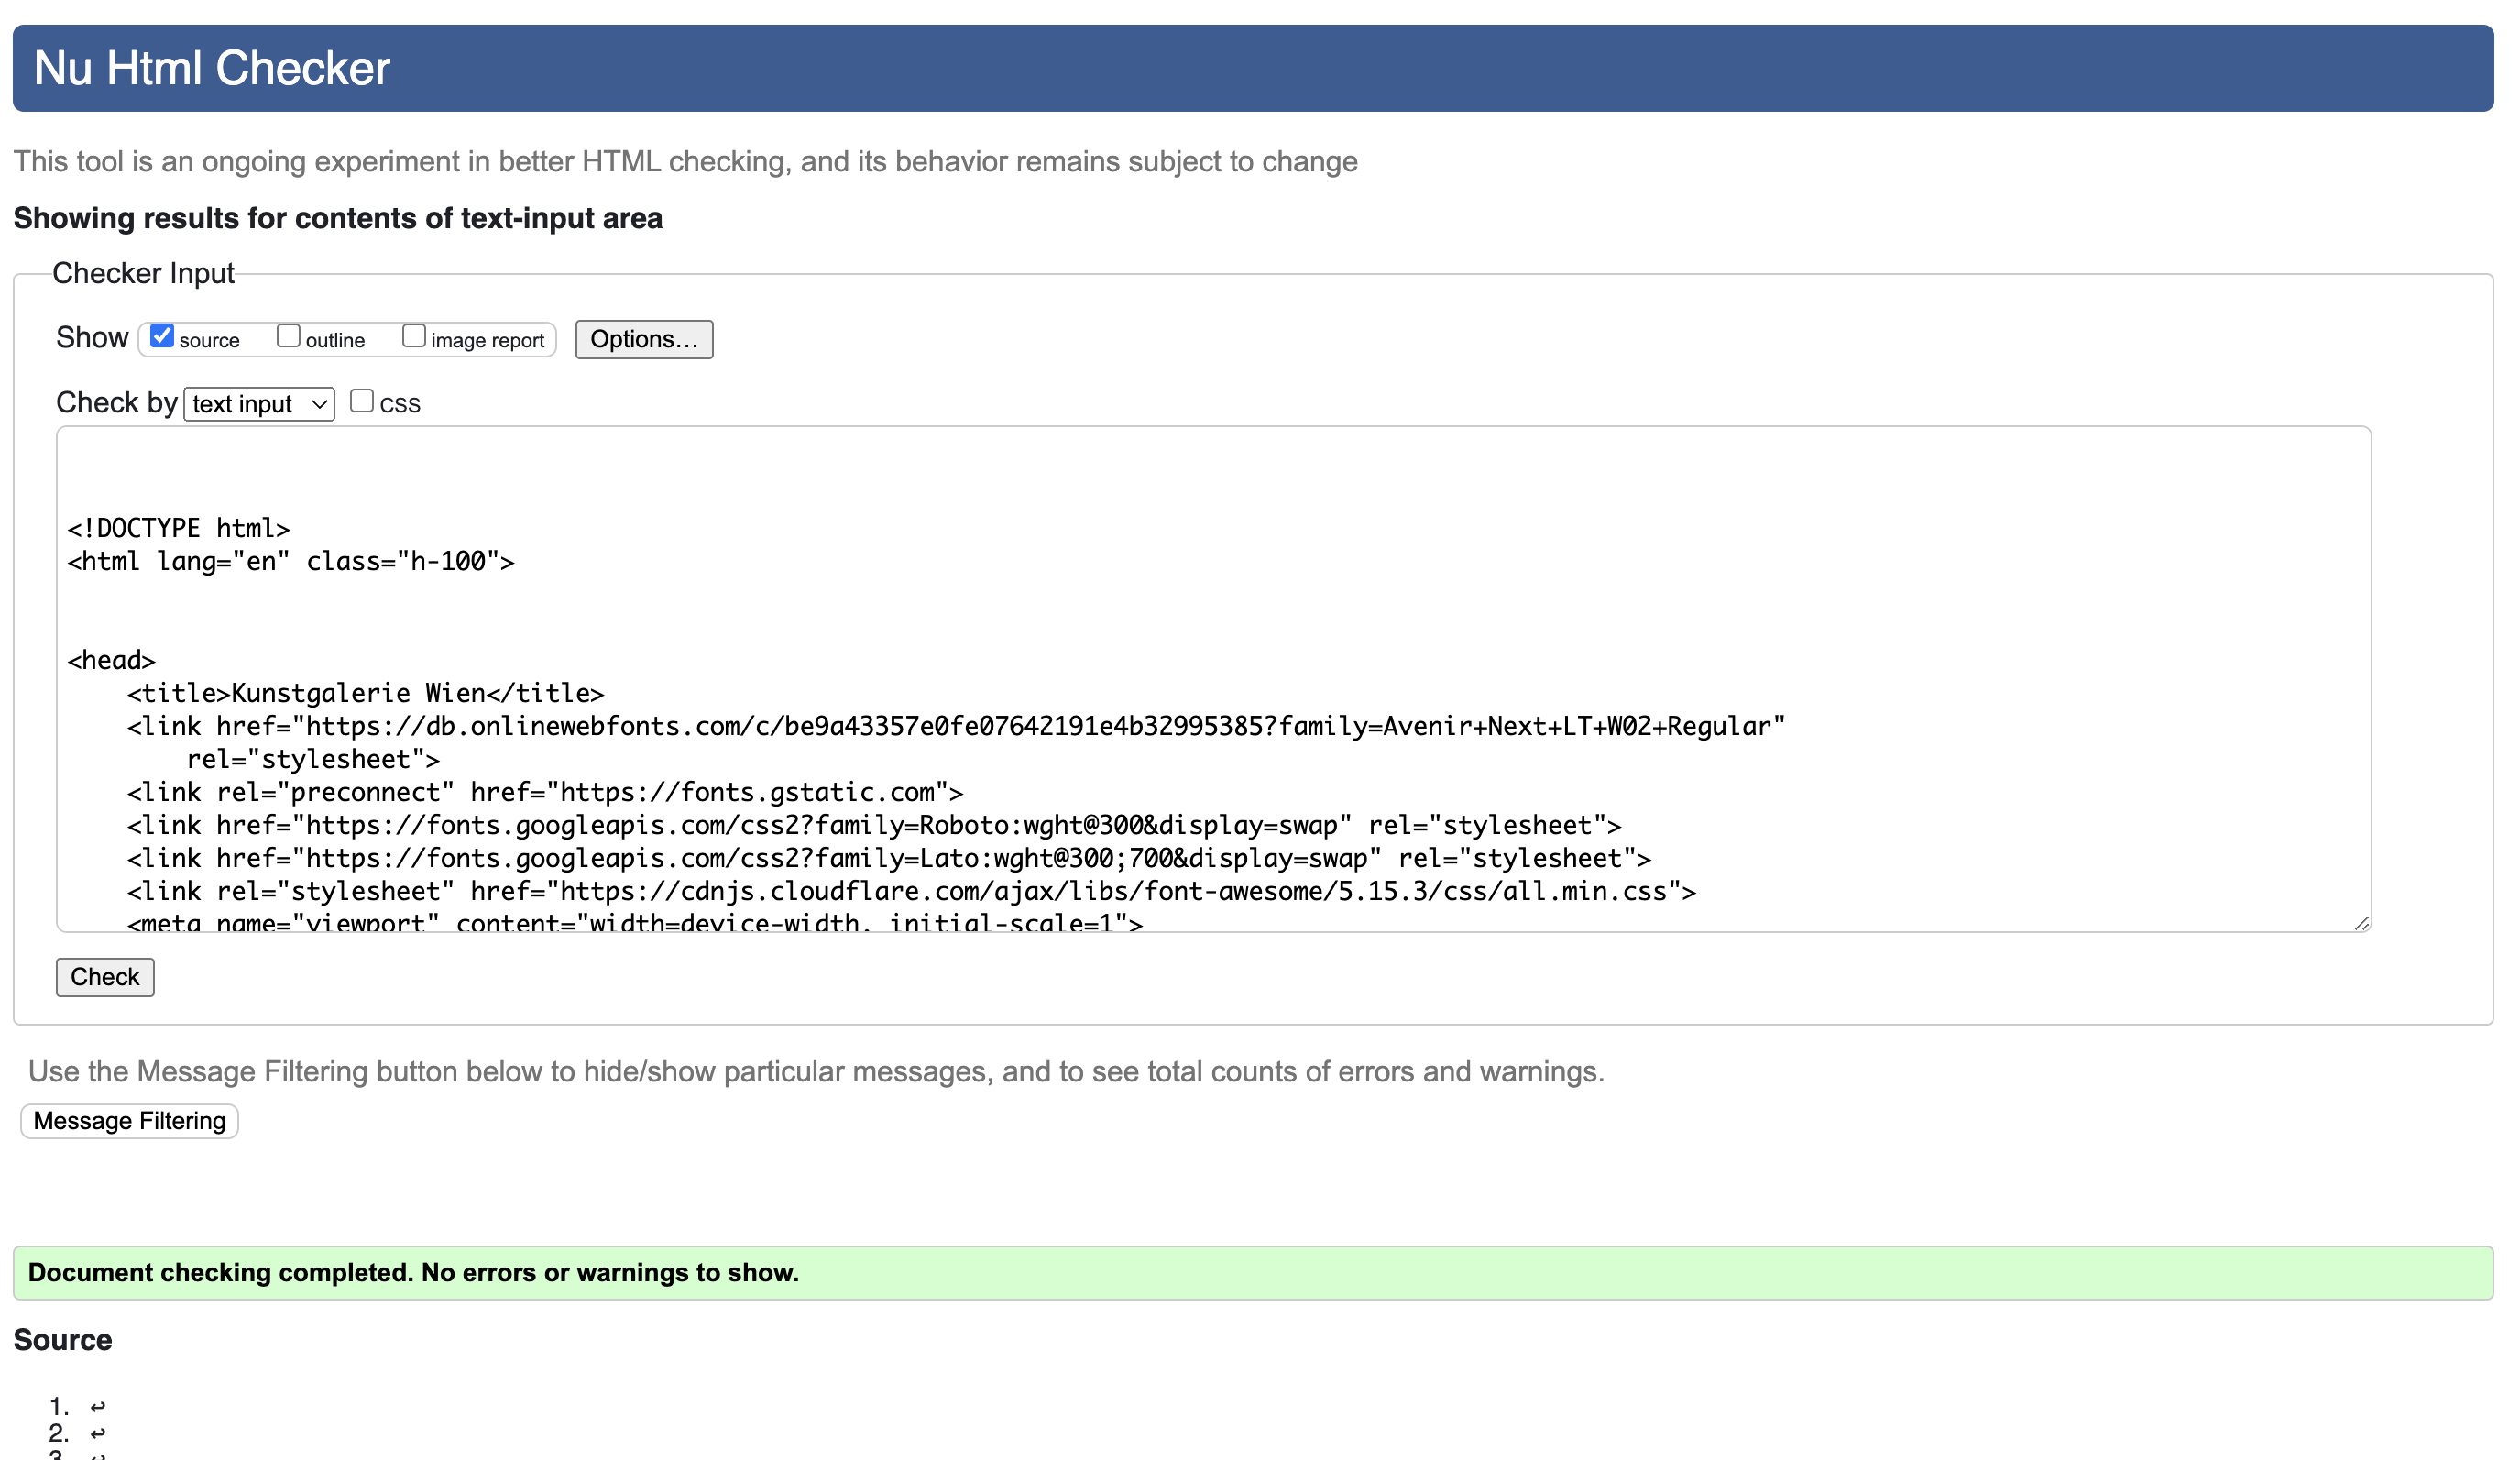 Nu Html Checker
This tool is an ongoing experiment in better HTML checking, and its behavior remains subject to change
Showing results for contents of text-input area
Checker Input
Show source outline image report Options...
Check by text input CSS
<!DOCTYPE html>
<html lang="en" class="h-100">
<head>
<title>Kunstgalerie Wien</title>
<link href="https://db.onlinewebfonts.com/c/be9a43357e0fe07642191e4b32995385?family=Avenir+Next+LT+W02+Regular"
rel="stylesheet">
<link rel="preconnect" href="https://fonts.gstatic.com">
<link href="https://fonts.googleapis.com/css2?family=Roboto:wght@300&display=swap" rel="stylesheet">
<link href="https://fonts.googleapis.com/css2?family=Lato:wght@300;700&display=swap" rel="stylesheet">
<link rel="stylesheet" href="https://cdnjs.cloudflare.com/ajax/libs/font-awesome/5.15.3/css/all.min.css">
<meta name="viewport" content="width=device-width, initial-scale=1">
Check
Use the Message Filtering button below to hide/show particular messages, and to see total counts of errors and warnings.
Message Filtering
Document checking completed. No errors or warnings to show.
Source
1. ↩
2. ↩
3. ↩